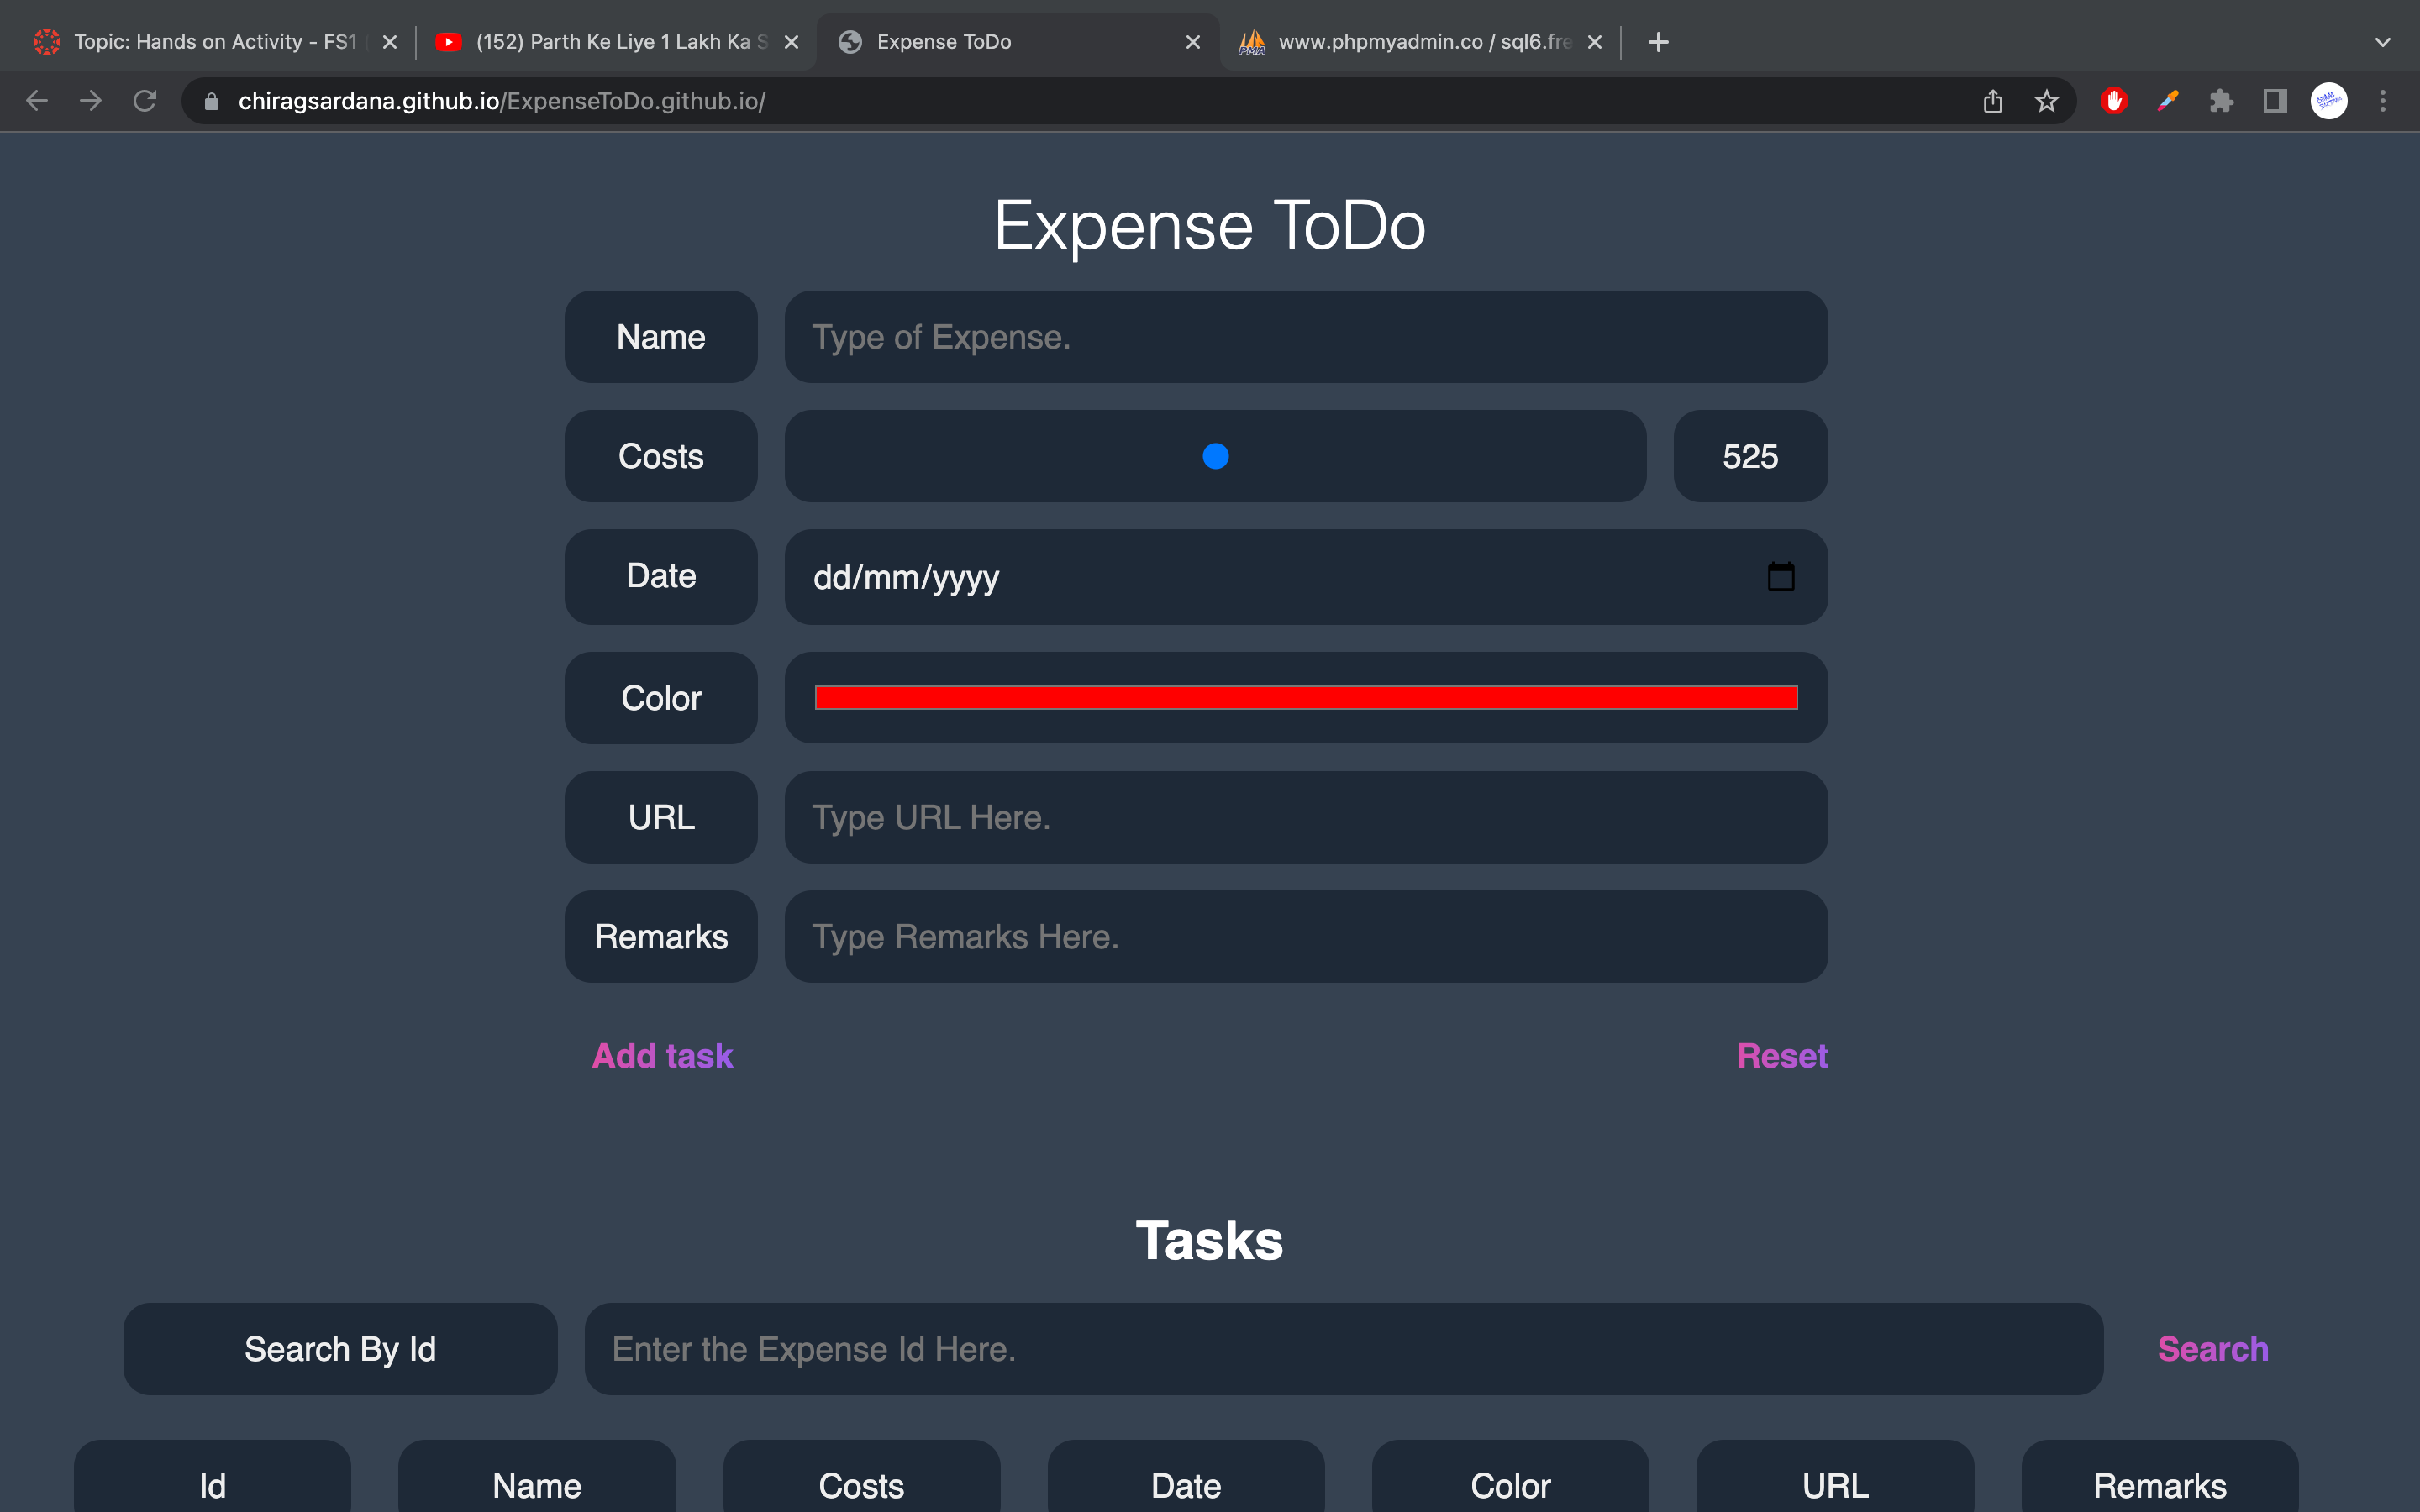 Topic: Hands on Activity - FS1
(152) Parth Ke Liye 1 Lakh Ka S
Expense ToDo
www.phpmyadmin.co / sql6.fre
chiragsardana.github.io/ExpenseToDo.github.io/
Expense ToDo
Name
Type of Expense.
Costs
525
Date
dd/mm/yyyy
Color
URL
Type URL Here.
Remarks
Type Remarks Here.
Add task
Reset
Tasks
Search By Id
Enter the Expense Id Here.
Search
Id
Name
Costs
Date
Color
URL
Remarks